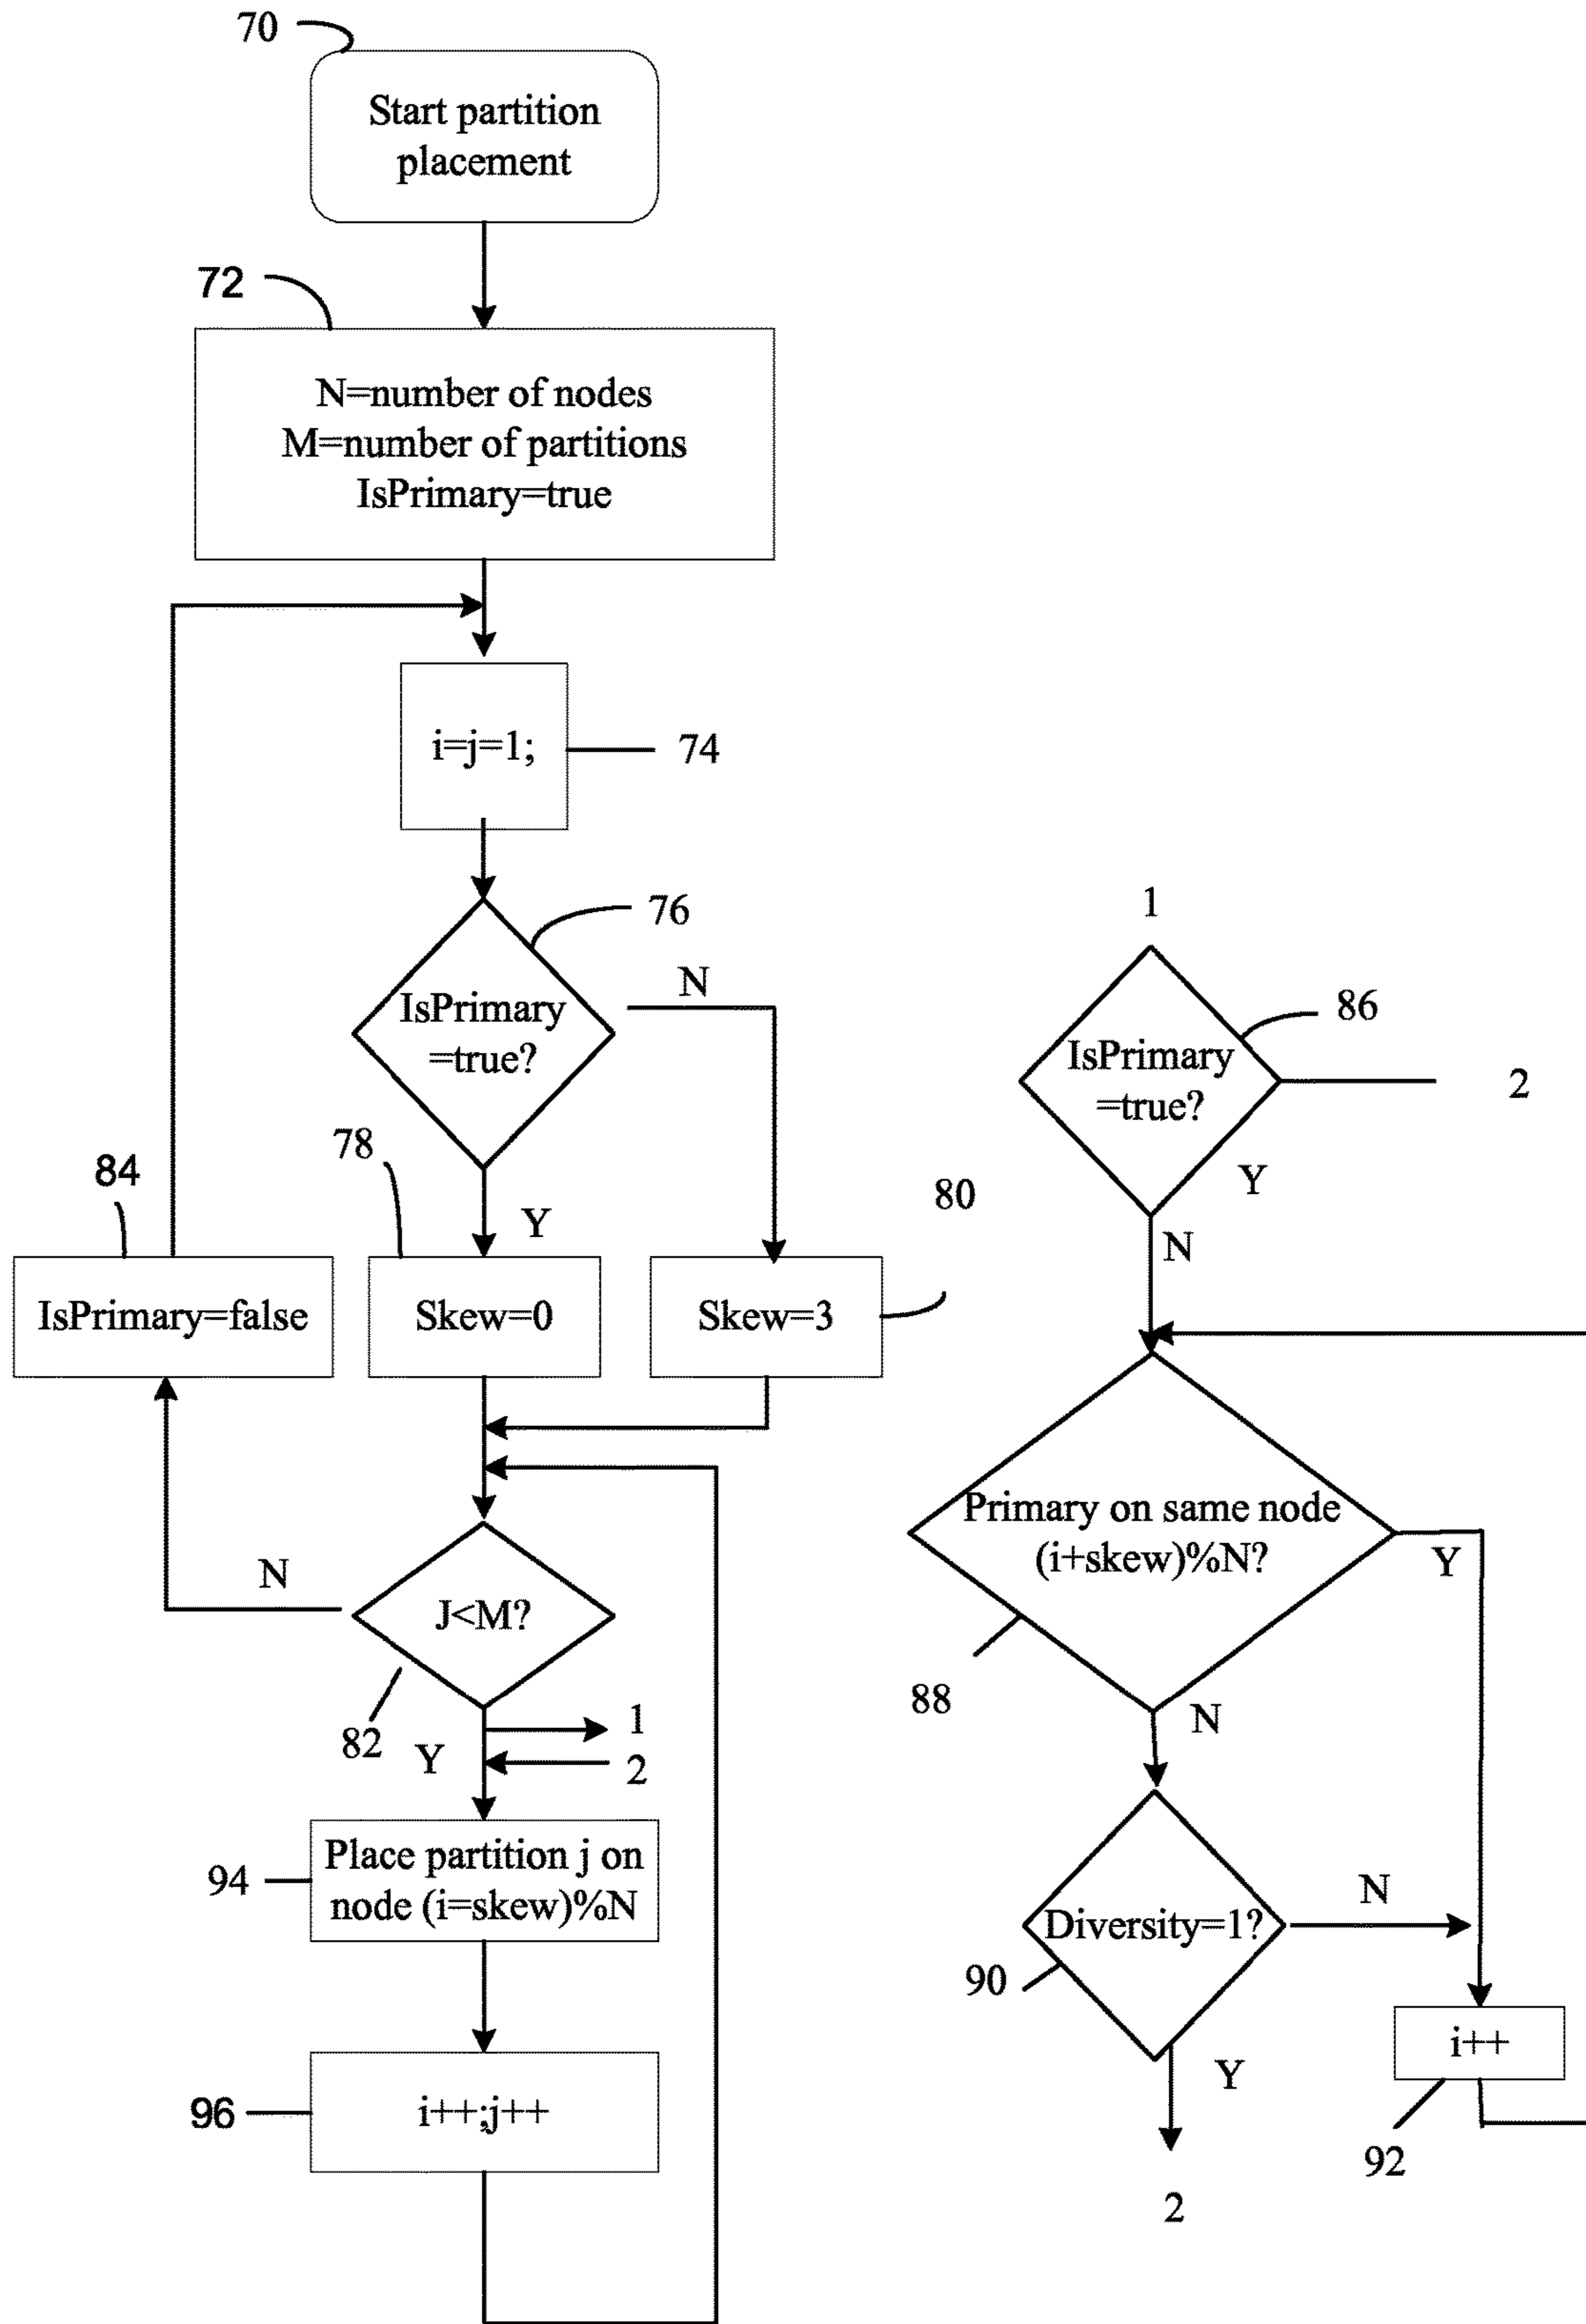 70
Start partition
placement
72
N=number of nodes
M=number of partitions
IsPrimary=true
i=j=1;
74
76
IsPrimary
=true?
N
Y
78
Skew=0
80
Skew=3
84
IsPrimary=false
N
J<M?
82
Y
1
2
94
Place partition j on
node (i=skew)%N
96
i++;j++
1
86
IsPrimary
=true?
2
Y
N
Primary on same node
(i+skew)%N?
Y
88
N
Diversity=1?
N
90
Y
i++
92
2